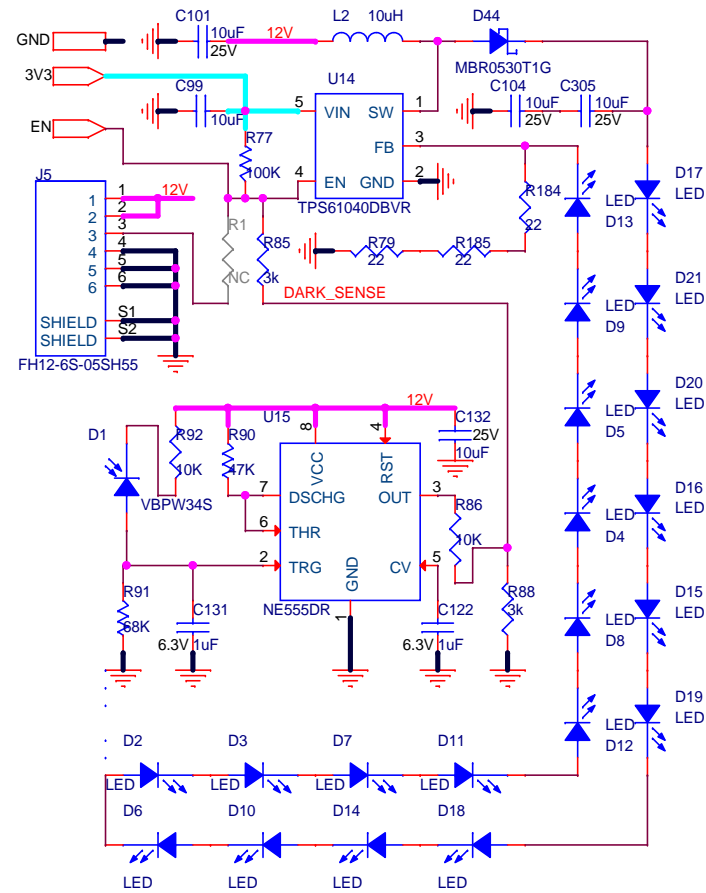 C101
10uF
25V
12V
L2
10uH
D44
MBR0530T1G
GND
3V3
EN
C99
10uF
U14
5
VIN
SW
1
FB
3
4
EN
GND
2
TPS61040DBVR
C104
10uF
25V
C305
10uF
25V
R77
100K
J5
1
1
12V
2
2
3
3
4
4
5
5
6
6
SHIELD
S1
SHIELD
S2
FH12-6S-05SH55
R1
NC
R85
3k
R79
22
R185
22
R184
22
DARK_SENSE
LED
D13
D17
LED
LED
D9
D21
LED
LED
D5
D20
LED
LED
D4
D16
LED
LED
D8
D15
LED
LED
D12
D19
LED
12V
U15
D1
VBPW34S
R92
10K
R90
47K
8
VCC
4
RST
C132
25V
10uF
7
DSCHG
OUT
3
6
THR
2
TRG
CV
5
GND
1
NE555DR
R86
10K
R88
3k
R91
68K
C131
6.3V
1uF
C122
6.3V
1uF
D2
LED
D3
LED
D7
LED
D11
LED
D6
LED
D10
LED
D14
LED
D18
LED